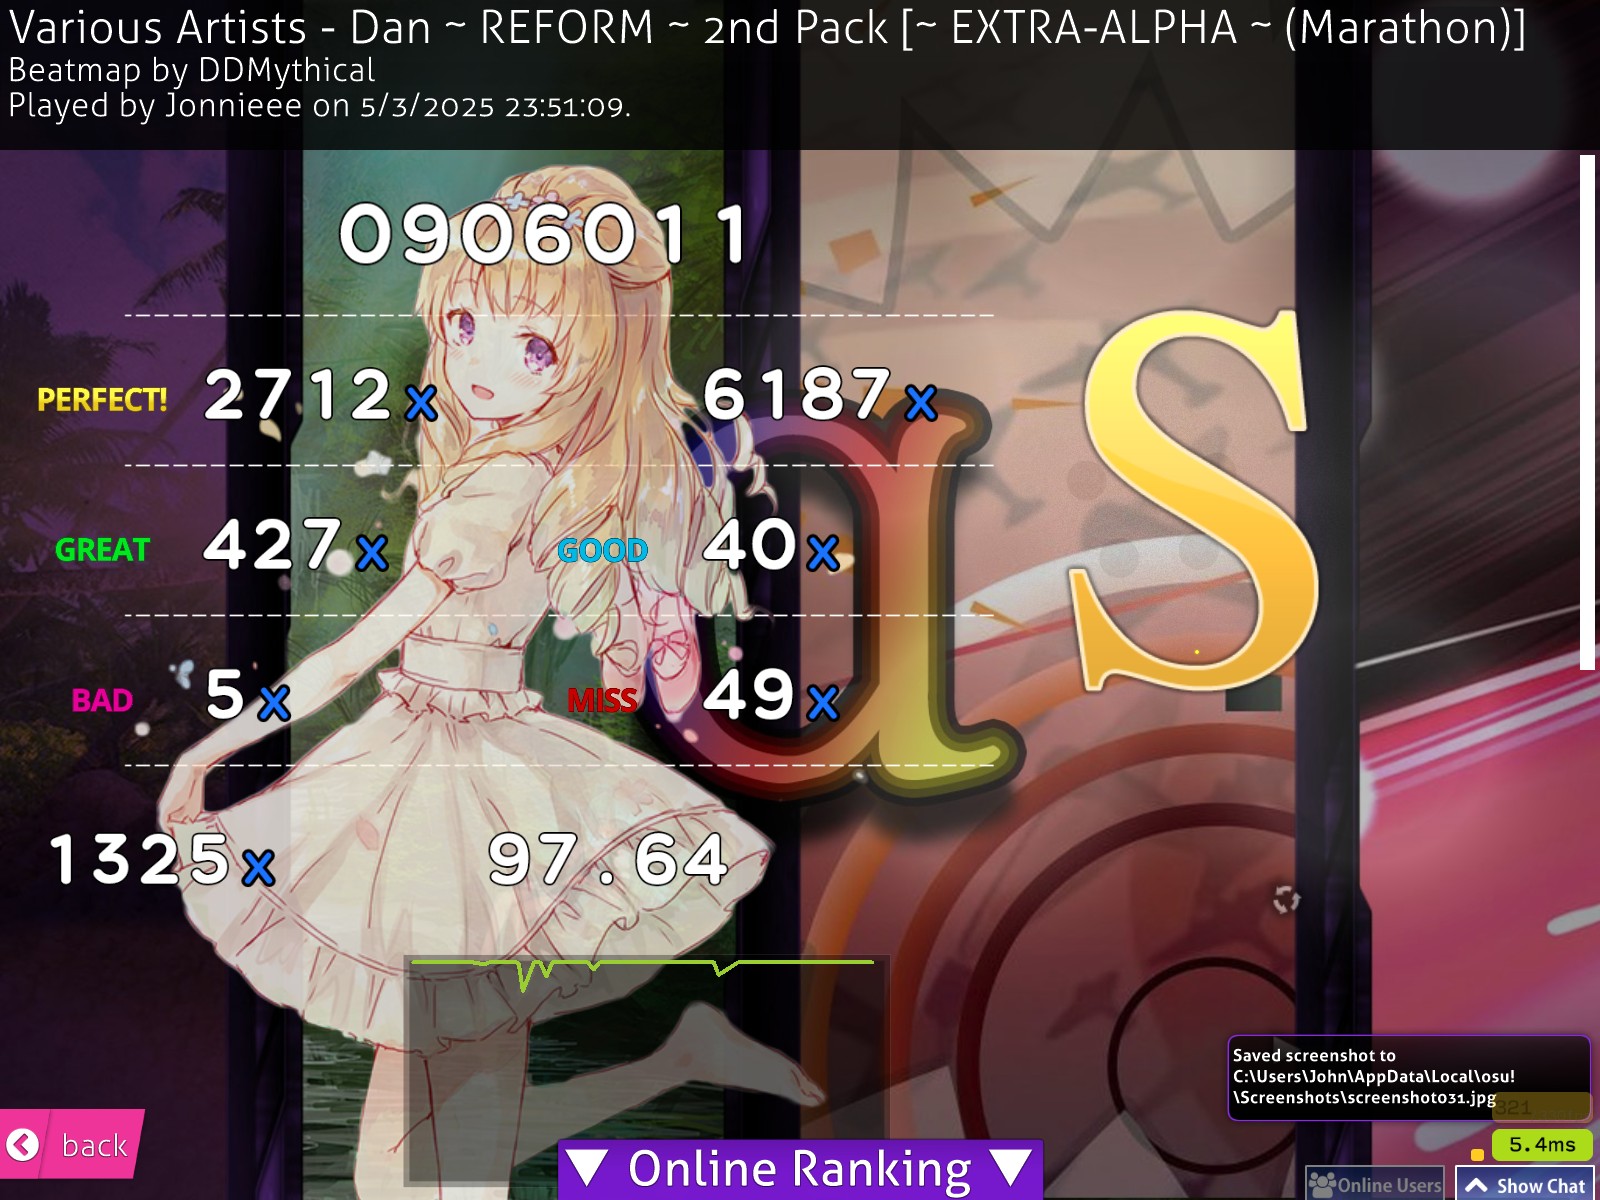 Various Artists - Dan ~ REFORM ~ 2nd Pack [~ EXTRA-ALPHA ~ (Marathon)]
Beatmap by DDMythical
Played by Jonnieee on 5/3/2025 23:51:09.
0906011
PERFECT! 2712x 6187x
GREAT 427x GOOD 40x
BAD 5x MISS 49x
1325x 97.64
α
S
Saved screenshot to
C:\Users\John\AppData\Local\osu!
\Screenshots\screenshot031.jpg
321
5.4ms
back
Online Ranking
Online Users
Show Chat